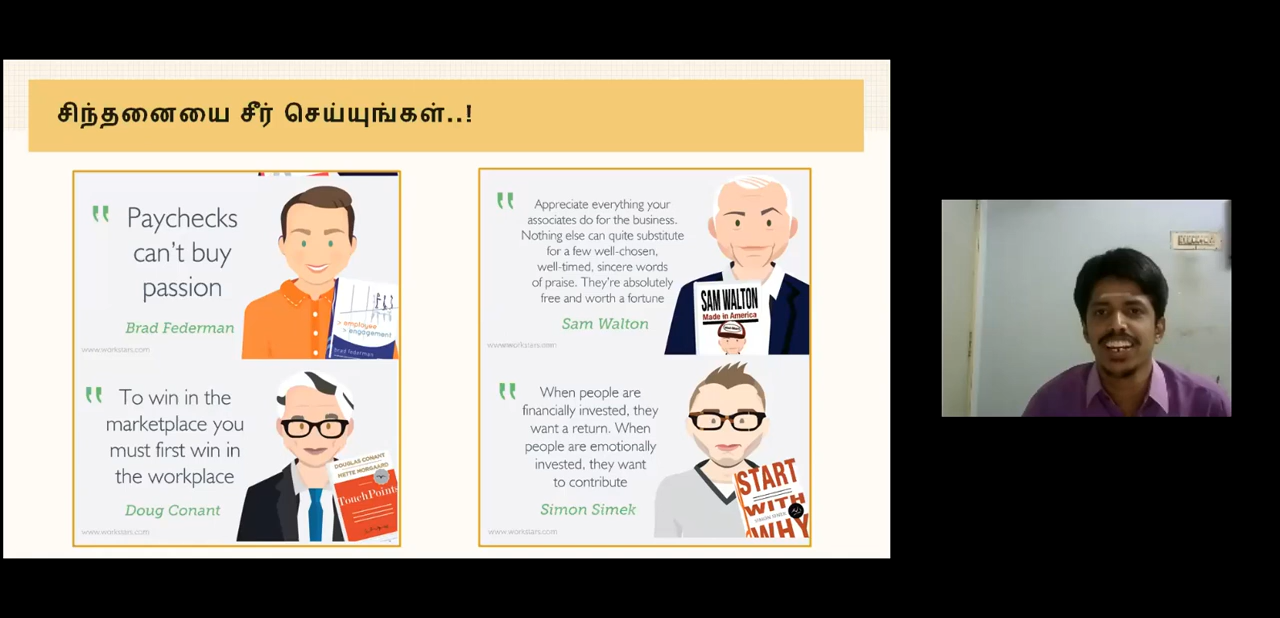 சிந்தனையை சீர் செய்யுங்கள்..!
Paychecks
can't buy
passion
Brad Federman
> employee
> engagement
brad federman
www.workstars.com
Appreciate everything your
associates do for the business.
Nothing else can quite substitute
for a few well-chosen,
well-timed, sincere words
of praise. They're absolutely
free and worth a fortune
Sam Walton
SAM WALTON
Made in America
www.workstars.com
To win in the
marketplace you
must first win in
the workplace
Doug Conant
DOUGLAS CONANT
METTE NORGAARD
TouchPoints
www.workstars.com
When people are
financially invested, they
want a return. When
people are emotionally
invested, they want
to contribute
Simon Simek
START
WITH
WHY
www.workstars.com